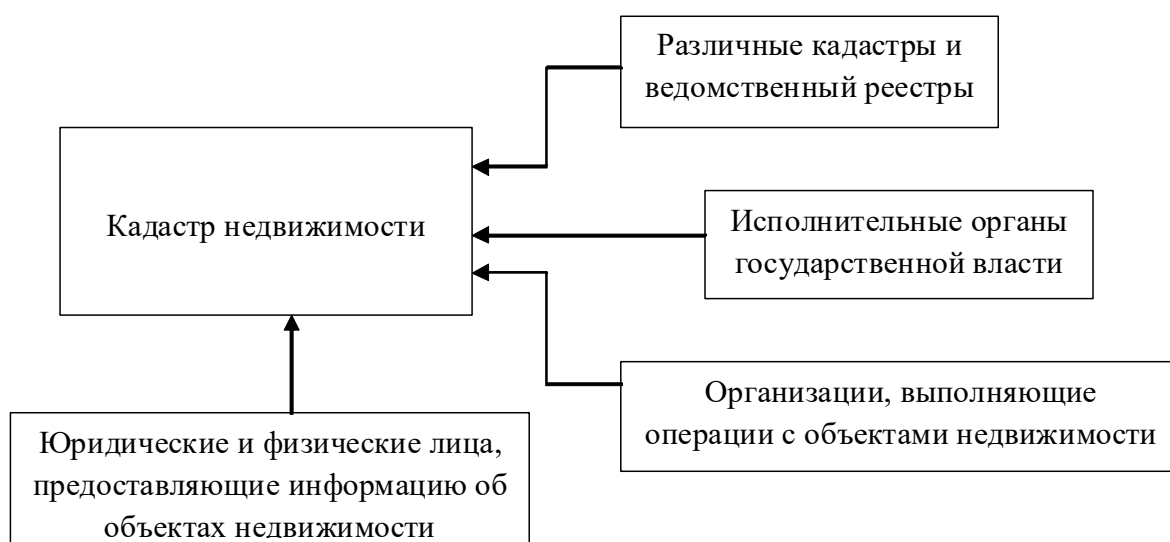 Различные кадастры и
ведомственный реестры
Кадастр недвижимости
Исполнительные органы
государственной власти
Организации, выполняющие
операции с объектами недвижимости
Юридические и физические лица,
предоставляющие информацию об
объектах недвижимости